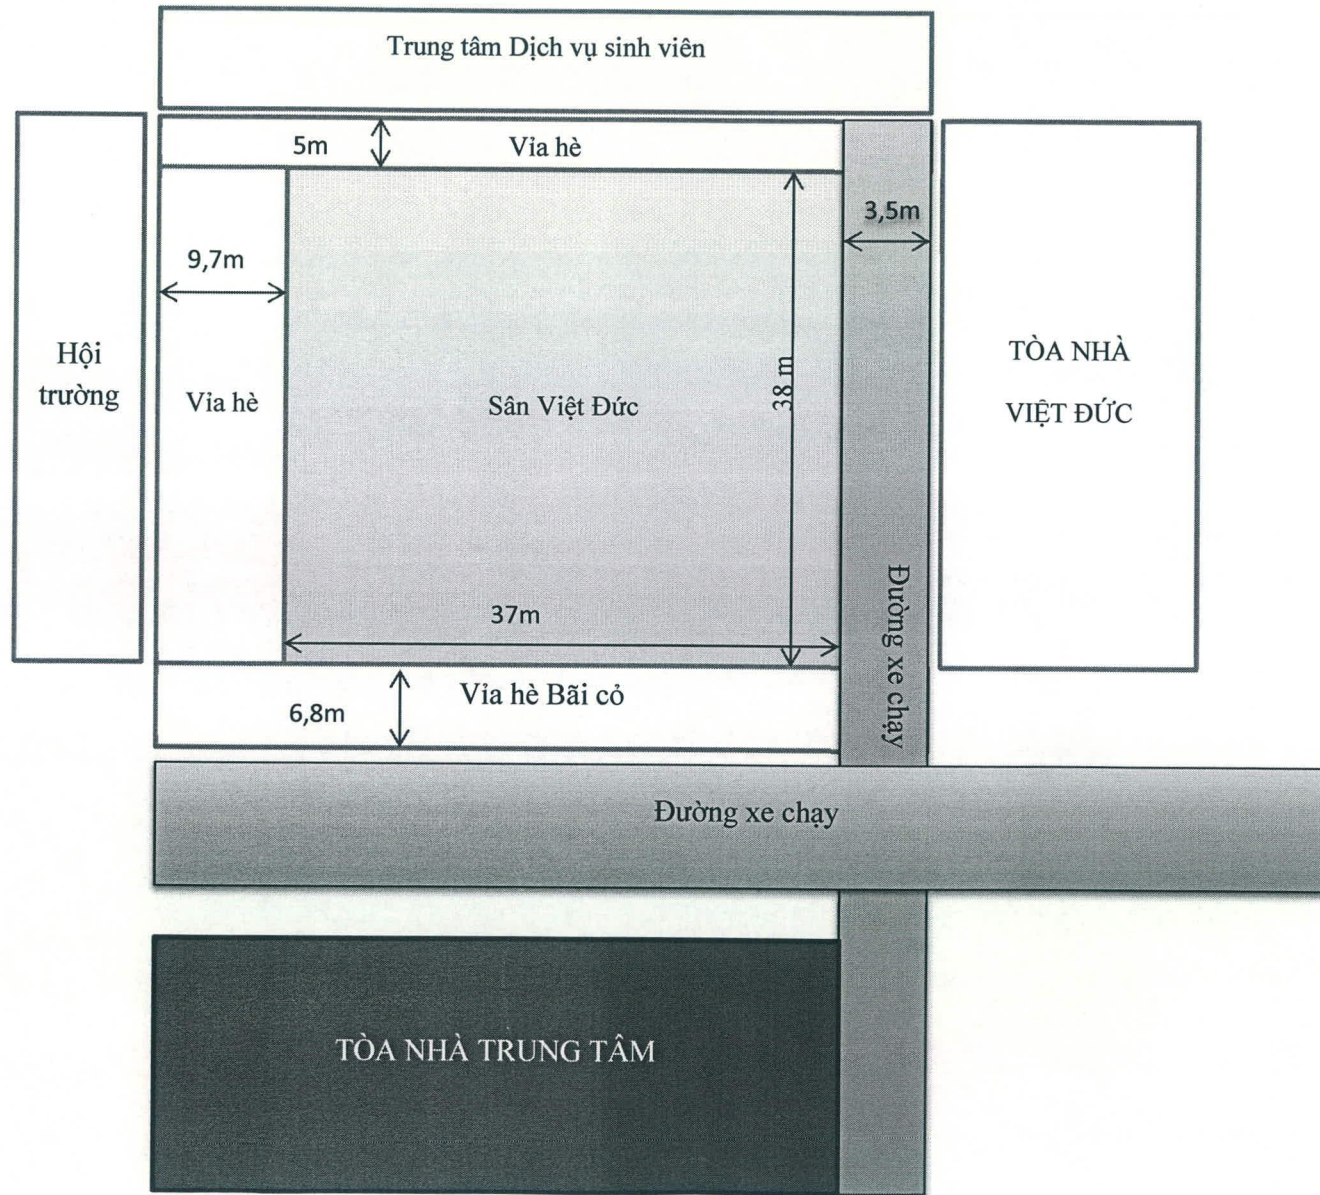 Trung tâm Dịch vụ sinh viên
5m
Vỉa hè
3,5m
9,7m
Hội
trường
Vỉa hè
Sân Việt Đức
38 m
TÒA NHÀ
VIỆT ĐỨC
37m
Đường xe chạy
Vỉa hè Bãi cỏ
6,8m
Đường xe chạy
TÒA NHÀ TRUNG TÂM